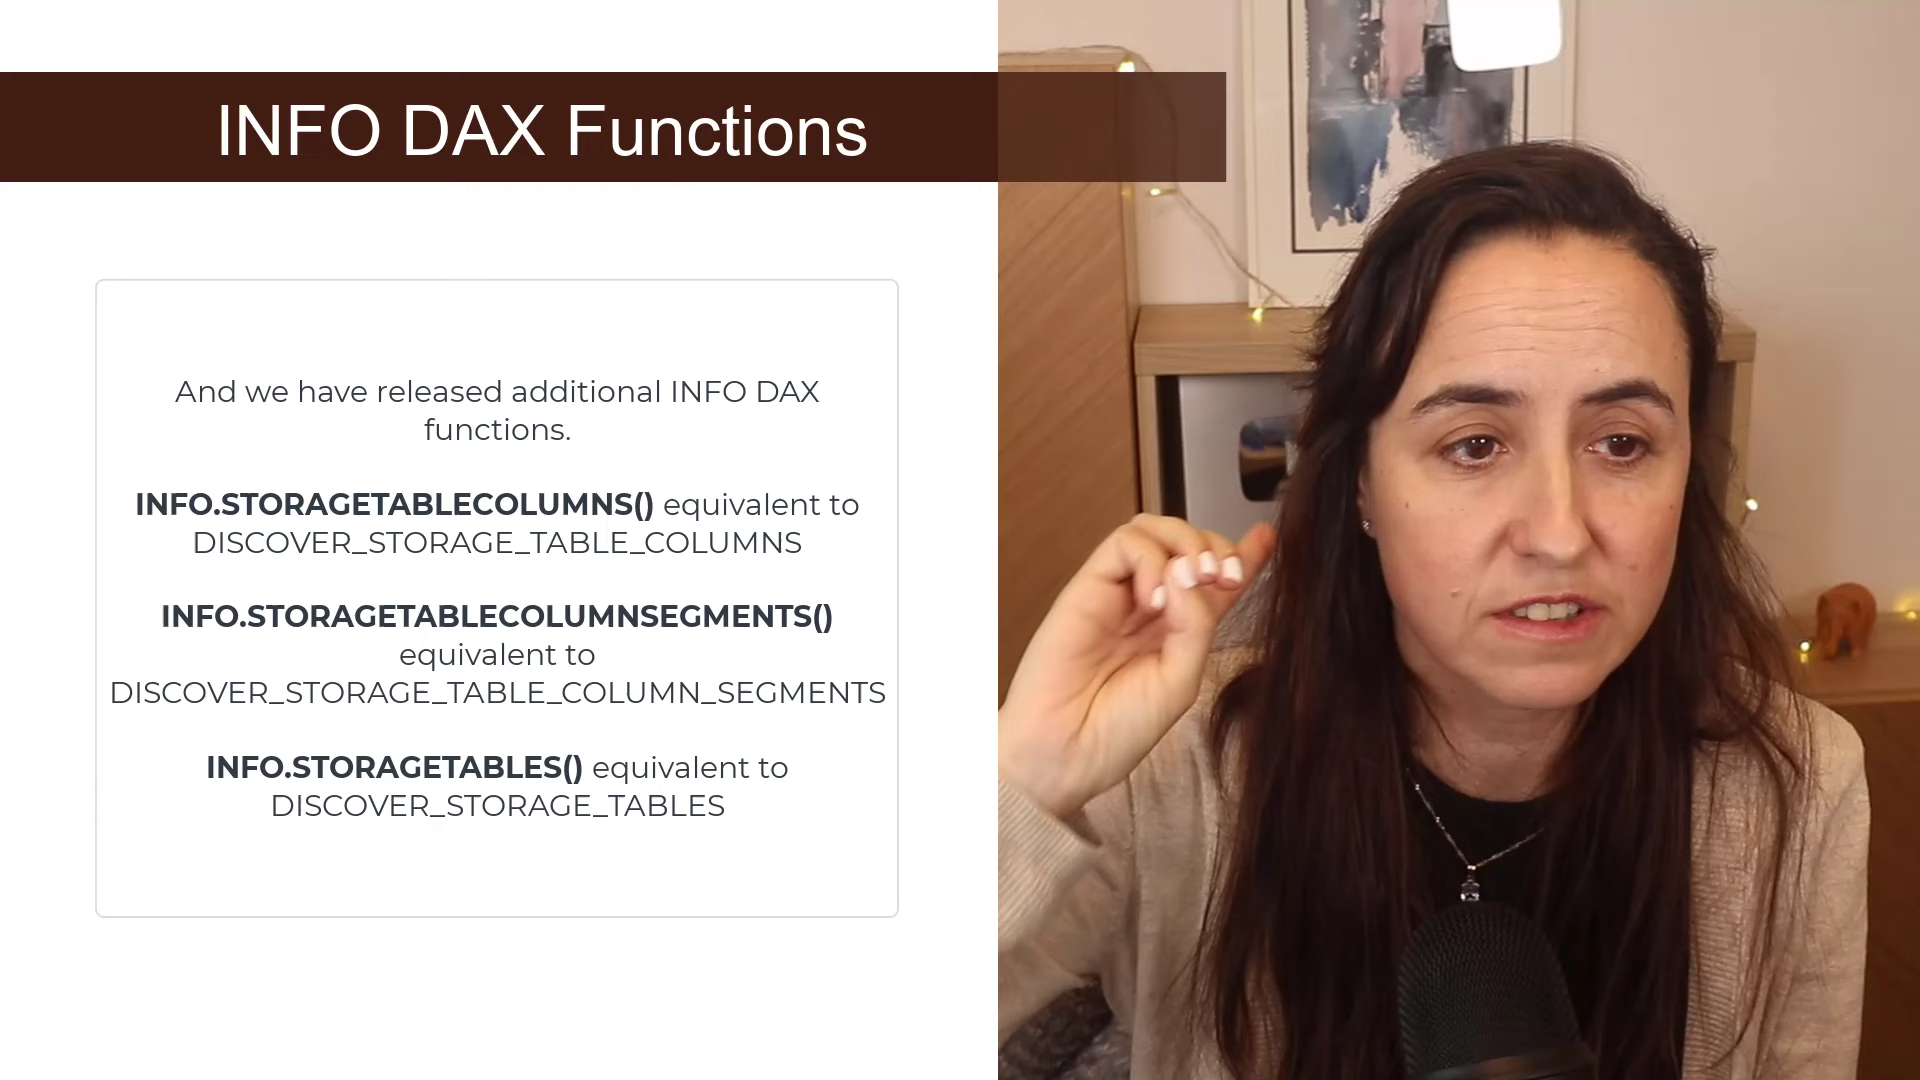 INFO DAX Functions
And we have released additional INFO DAX
functions.
INFO.STORAGETABLECOLUMNS() equivalent to
DISCOVER_STORAGE_TABLE_COLUMNS
INFO.STORAGETABLECOLUMNSEGMENTS()
equivalent to
DISCOVER_STORAGE_TABLE_COLUMN_SEGMENTS
INFO.STORAGETABLES() equivalent to
DISCOVER_STORAGE_TABLES